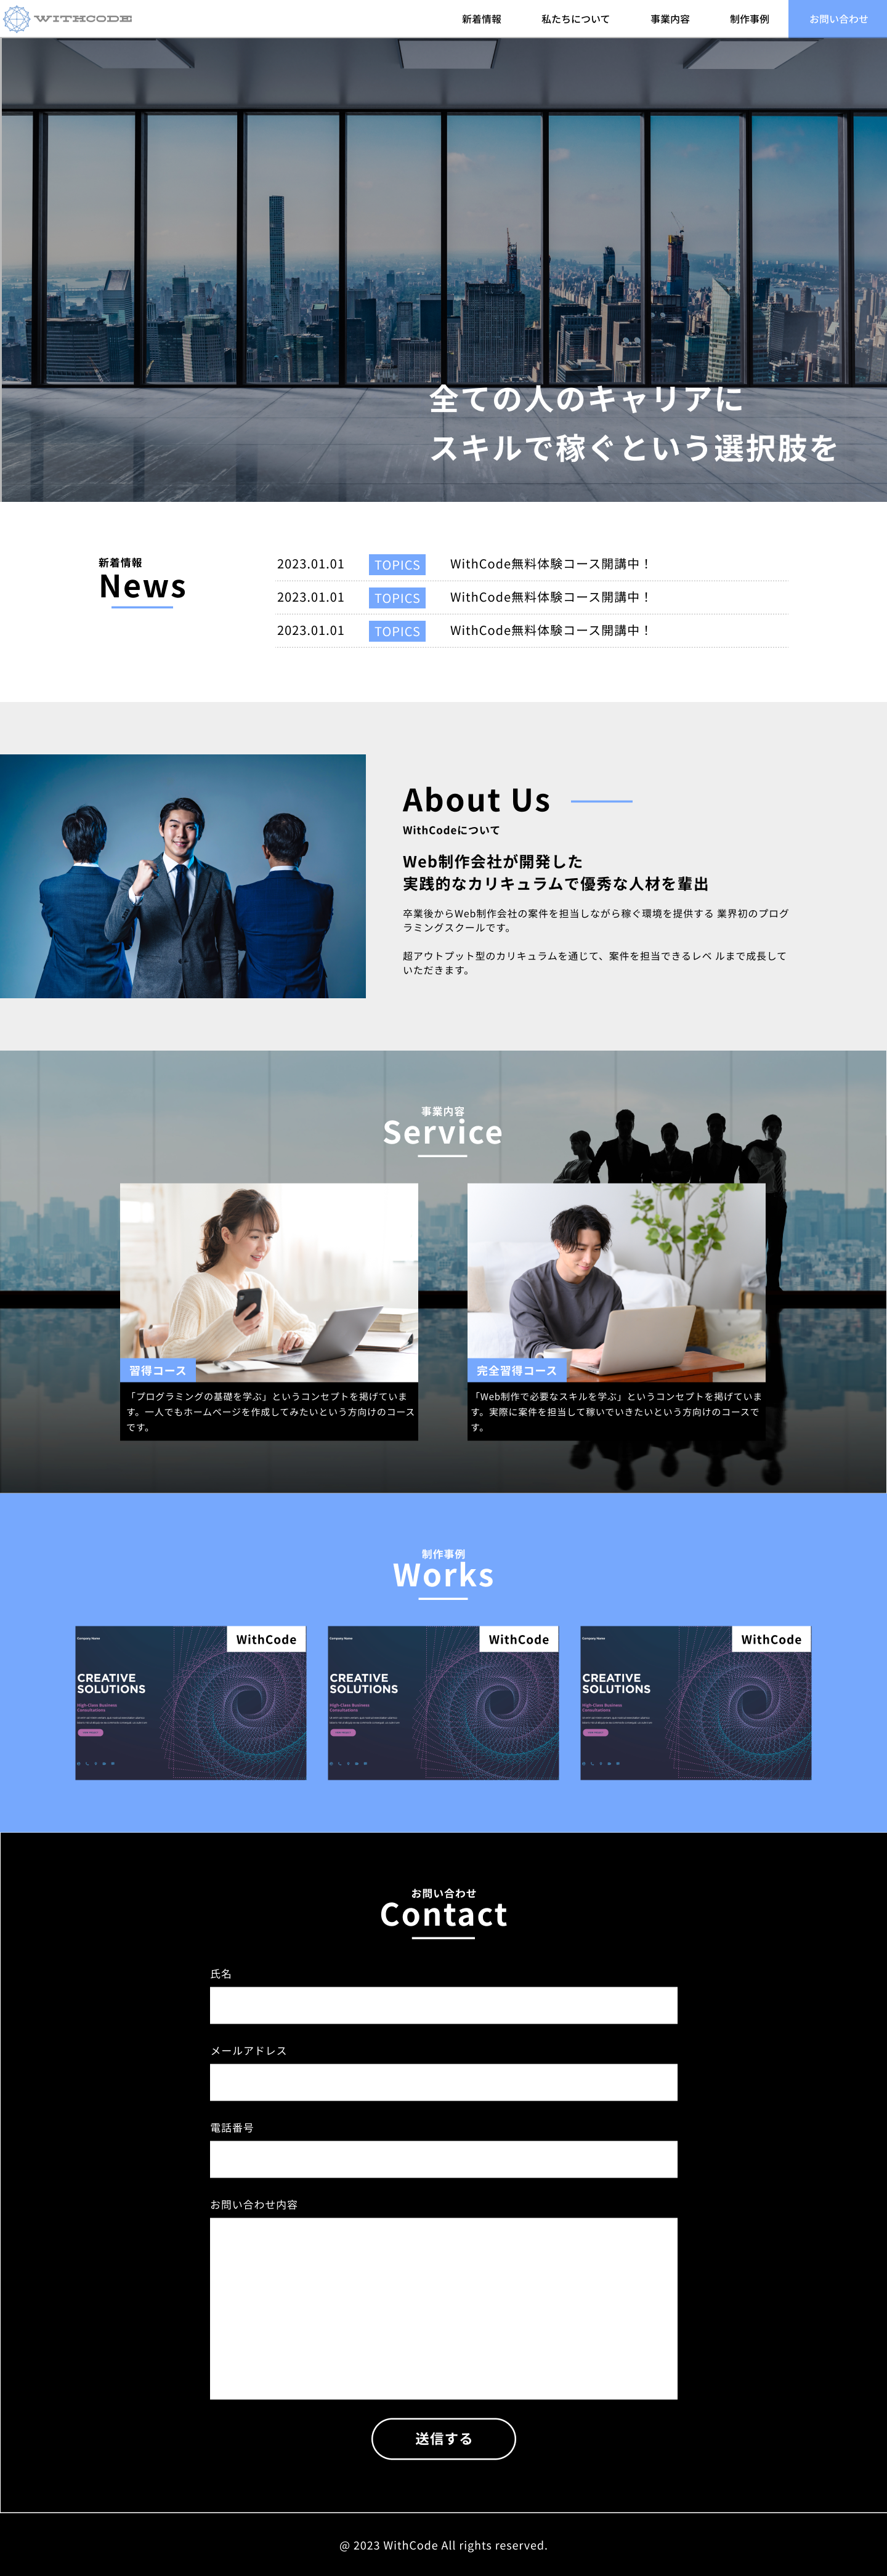 WITHCODE
新着情報
私たちについて
事業内容
制作事例
お問い合わせ
全ての人のキャリアに
スキルで稼ぐという選択肢を
新着情報
News
2023.01.01 TOPICS WithCode無料体験コース開講中！
2023.01.01 TOPICS WithCode無料体験コース開講中！
2023.01.01 TOPICS WithCode無料体験コース開講中！
About Us
WithCodeについて
Web制作会社が開発した
実践的なカリキュラムで優秀な人材を輩出
卒業後からWeb制作会社の案件を担当しながら稼ぐ環境を提供する 業界初のプログ
ラミングスクールです。
超アウトプット型のカリキュラムを通じて、案件を担当できるレベ ルまで成長して
いただきます。
事業内容
Service
習得コース
「プログラミングの基礎を学ぶ」というコンセプトを掲げていま
す。一人でもホームページを作成してみたいという方向けのコース
です。
完全習得コース
「Web制作で必要なスキルを学ぶ」というコンセプトを掲げていま
す。実際に案件を担当して稼いでいきたいという方向けのコースで
す。
制作事例
Works
Company Name
WithCode
CREATIVE
SOLUTIONS
High-Class Business
Consultations
Company Name
WithCode
CREATIVE
SOLUTIONS
High-Class Business
Consultations
Company Name
WithCode
CREATIVE
SOLUTIONS
High-Class Business
Consultations
お問い合わせ
Contact
氏名
メールアドレス
電話番号
お問い合わせ内容
送信する
@ 2023 WithCode All rights reserved.